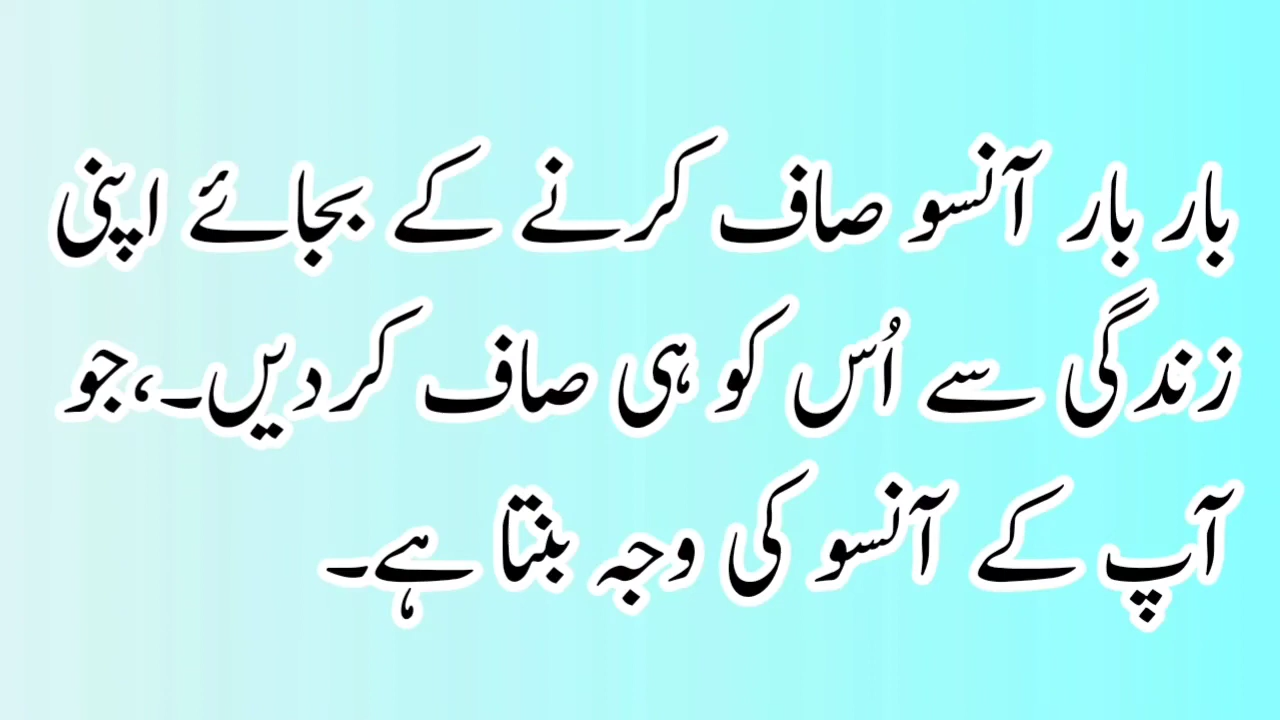 بار بار آنسو صاف کرنے کے بجائے اپنی
زندگی سے اُس کو ہی صاف کردیں۔،جو
آپ کے آنسو کی وجہ بنتا ہے۔